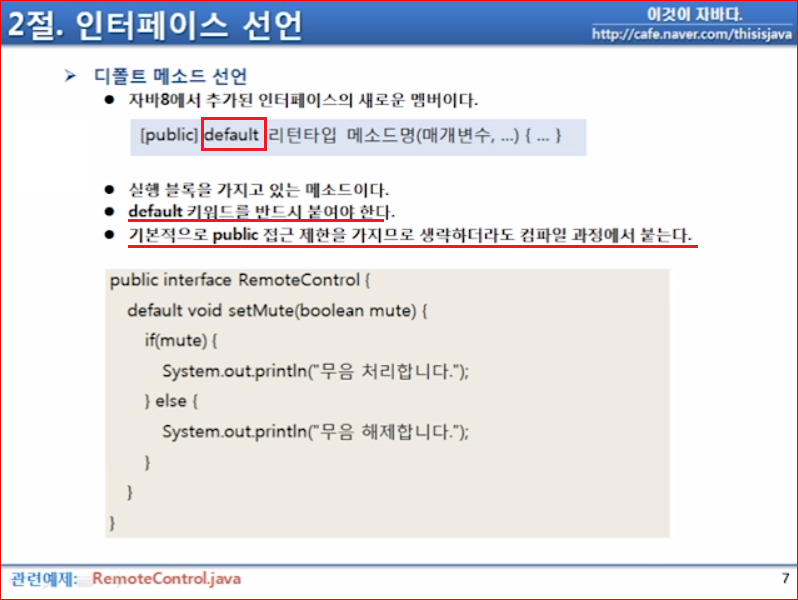 2절. 인터페이스 선언
이것이 자바다.
http://cafe.naver.com/thisisjava
➤ 디폴트 메소드 선언
● 자바8에서 추가된 인터페이스의 새로운 멤버이다.
[public] default 리턴타입 메소드명(매개변수, ...) { ... }
● 실행 블록을 가지고 있는 메소드이다.
● default 키워드를 반드시 붙여야 한다.
● 기본적으로 public 접근 제한을 가지므로 생략하더라도 컴파일 과정에서 붙는다.
public interface RemoteControl {
default void setMute(boolean mute) {
if(mute) {
System.out.println("무음 처리합니다.");
} else {
System.out.println("무음 해제합니다.");
}
}
}
관련예제: RemoteControl.java
7